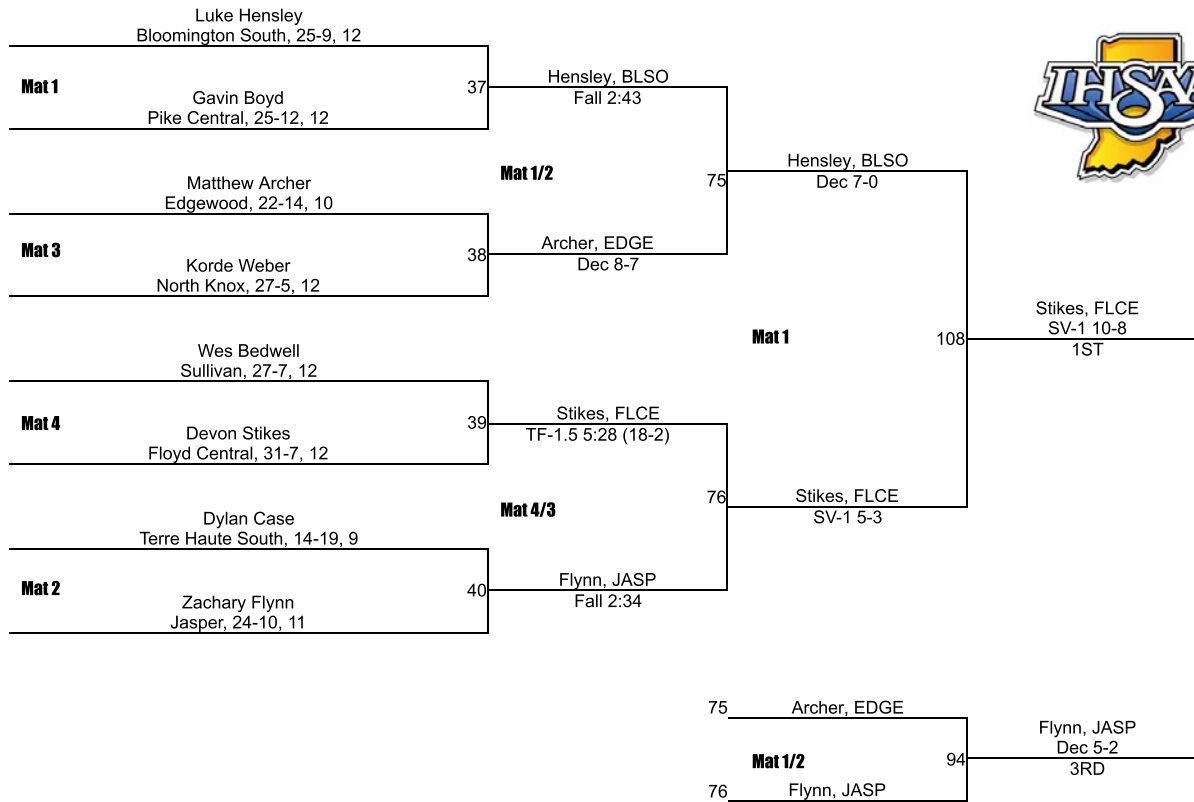 Luke Hensley
Bloomington South, 25-9, 12
Mat 1
37
Gavin Boyd
Pike Central, 25-12, 12
Hensley, BLSO
Fall 2:43
Matthew Archer
Edgewood, 22-14, 10
Mat 3
38
Korde Weber
North Knox, 27-5, 12
Mat 1/2
75
Archer, EDGE
Dec 8-7
Hensley, BLSO
Dec 7-0
Wes Bedwell
Sullivan, 27-7, 12
Mat 4
39
Devon Stikes
Floyd Central, 31-7, 12
Stikes, FLCE
TF-1.5 5:28 (18-2)
Dylan Case
Terre Haute South, 14-19, 9
Mat 2
40
Zachary Flynn
Jasper, 24-10, 11
Mat 4/3
76
Flynn, JASP
Fall 2:34
Stikes, FLCE
SV-1 5-3
Mat 1
108
Stikes, FLCE
SV-1 10-8
1ST
IHSAA
75
Archer, EDGE
Mat 1/2
94
76
Flynn, JASP
Flynn, JASP
Dec 5-2
3RD